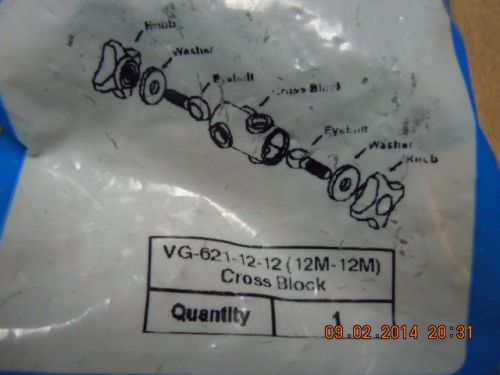 Knob
Washer
Eyebolt
Cross Block
Eyebolt
Washer
Knob
VG-621-12-12 (12M-12M)
Cross Block
Quantity 1
09.02.2014 20:31